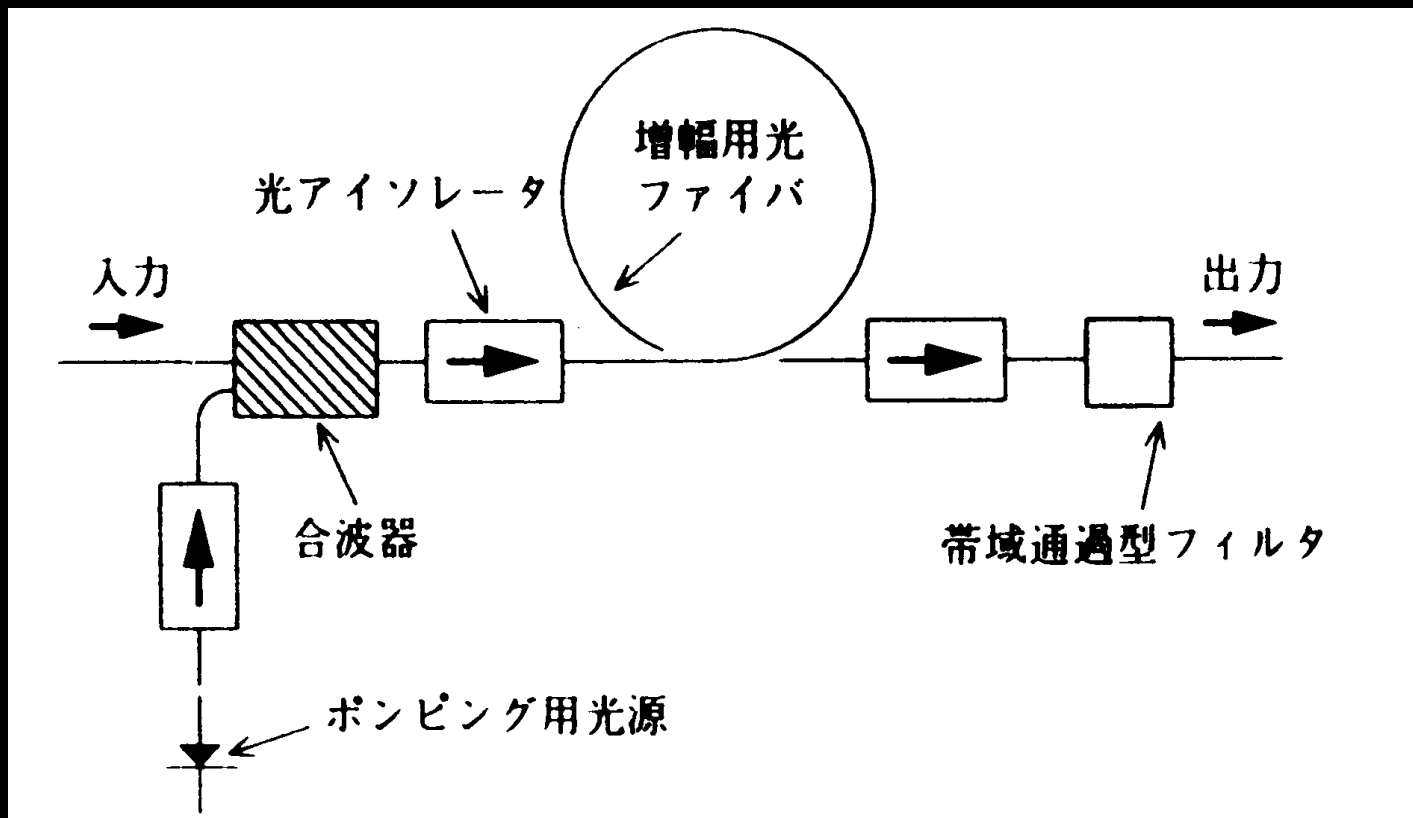 増幅用光
ファイバ
光アイソレータ
入力
出力
合波器
帯域通過型フィルタ
ポンピング用光源